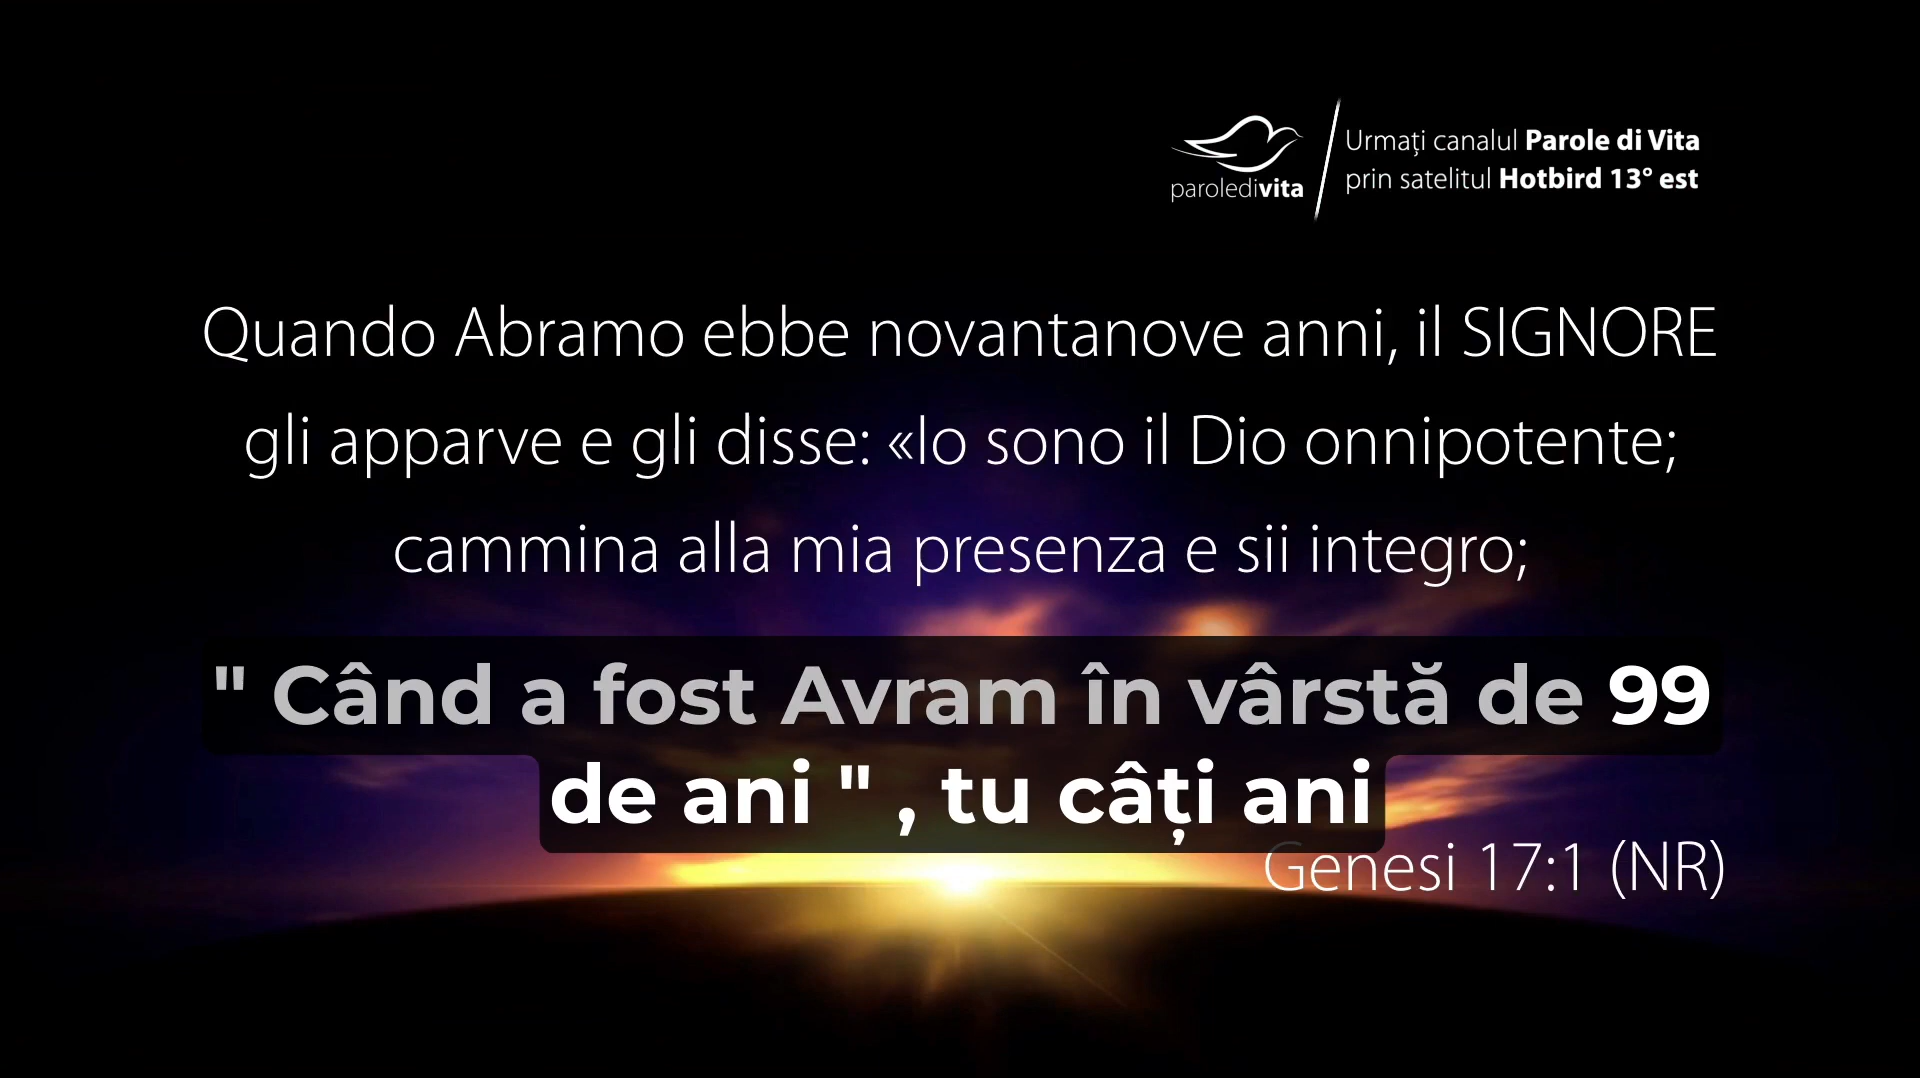 Urmați canalul Parole di Vita
prin satelitul Hotbird 13° est
paroledivita
Quando Abramo ebbe novantanove anni, il SIGNORE
gli apparve e gli disse: «Io sono il Dio onnipotente;
cammina alla mia presenza e sii integro;
" Când a fost Avram în vârstă de 99
de ani " , tu câți ani
Genesi 17:1 (NR)